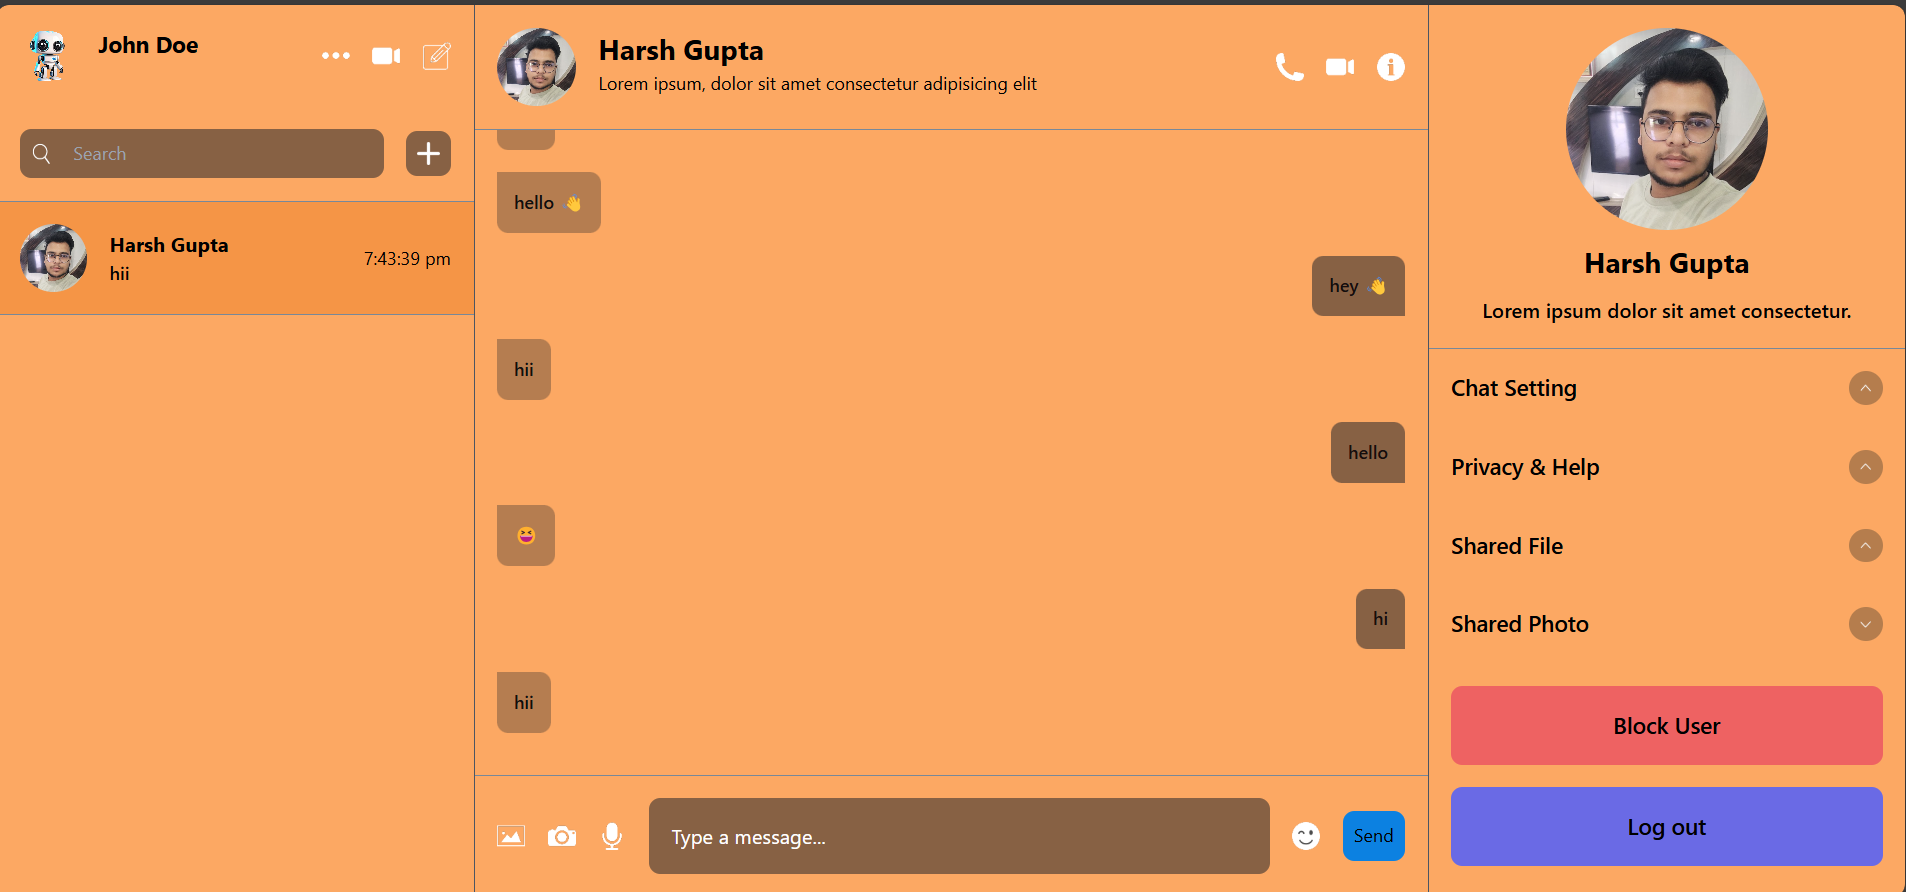 John Doe
Search
Harsh Gupta
hii
7:43:39 pm
Harsh Gupta
Lorem ipsum, dolor sit amet consectetur adipisicing elit
hello 👋
hey 👋
hii
hello
😆
hi
hii
Type a message...
Send
Harsh Gupta
Lorem ipsum dolor sit amet consectetur.
Chat Setting
Privacy & Help
Shared File
Shared Photo
Block User
Log out